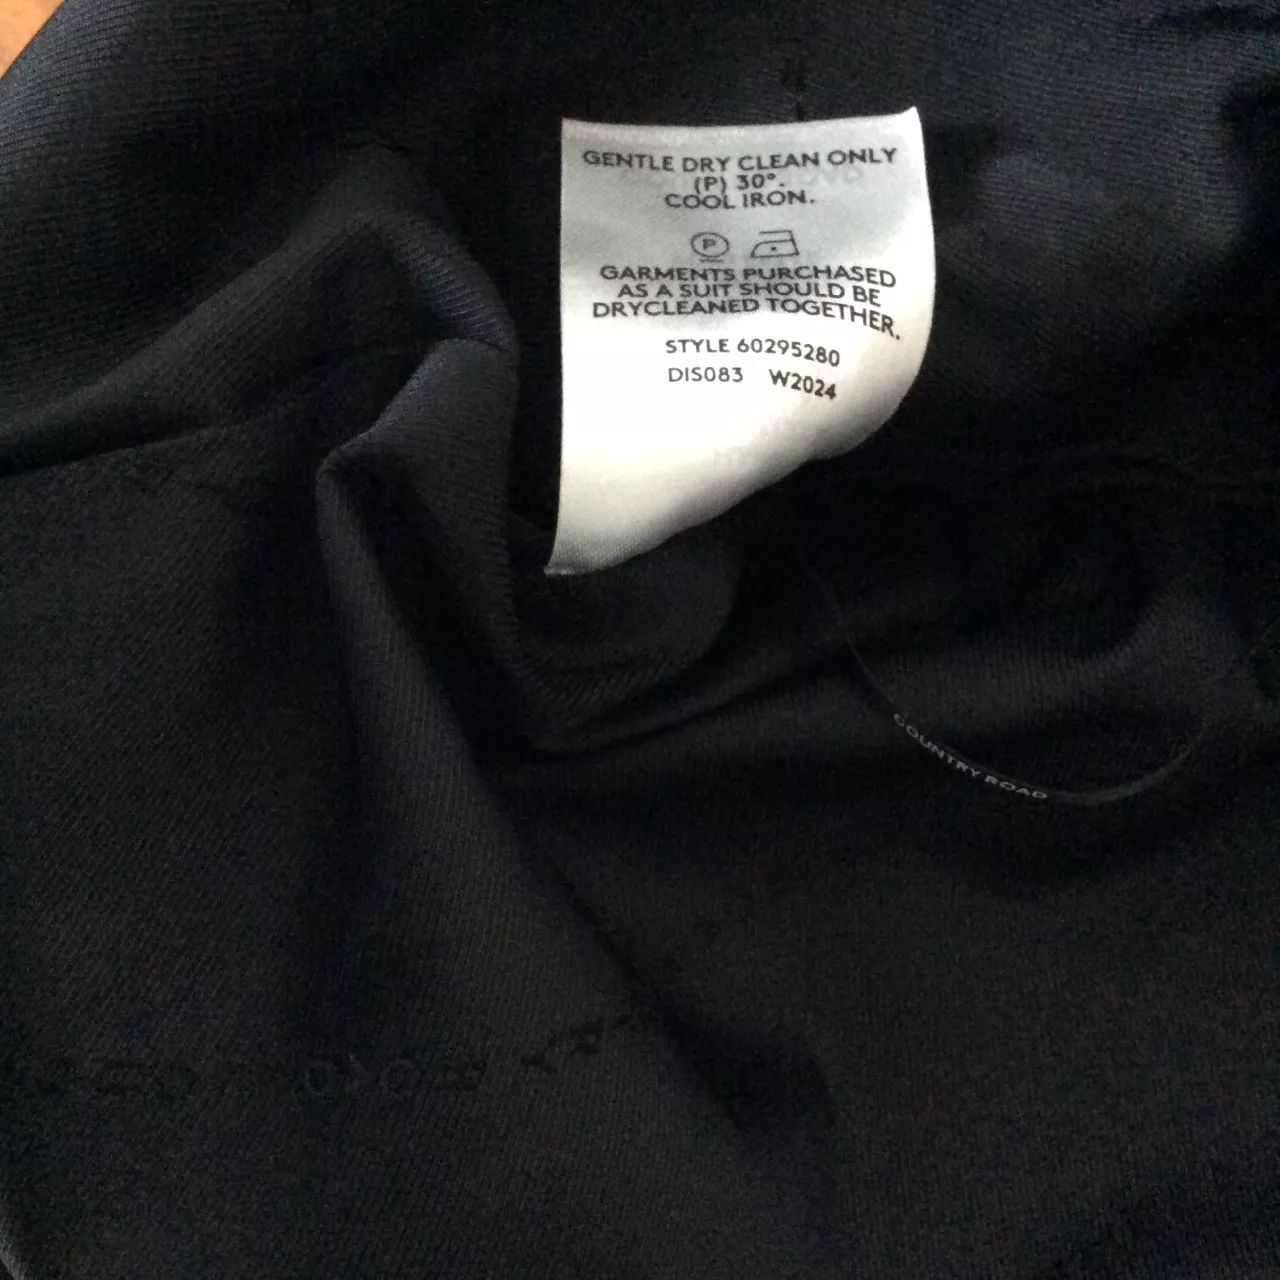 GENTLE DRY CLEAN ONLY
(P) 30°.
COOL IRON.
P
GARMENTS PURCHASED
AS A SUIT SHOULD BE
DRYCLEANED TOGETHER.
STYLE 60295280
DIS083 W2024
COUNTRY ROAD